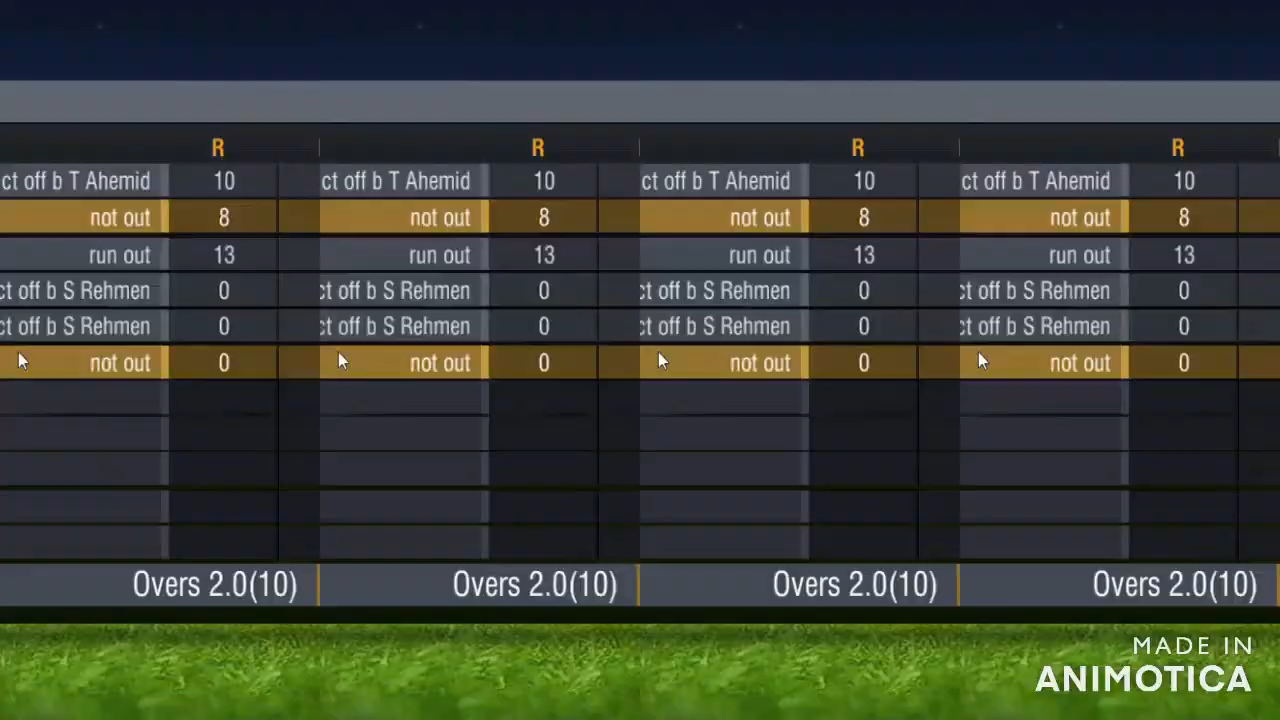 R R R R
ct off b T Ahemid 10 ct off b T Ahemid 10 ct off b T Ahemid 10 ct off b T Ahemid 10
not out 8 not out 8 not out 8 not out 8
run out 13 run out 13 run out 13 run out 13
ct off b S Rehmen 0 ct off b S Rehmen 0 ct off b S Rehmen 0 ct off b S Rehmen 0
ct off b S Rehmen 0 ct off b S Rehmen 0 ct off b S Rehmen 0 ct off b S Rehmen 0
not out 0 not out 0 not out 0 not out 0
Overs 2.0(10) Overs 2.0(10) Overs 2.0(10) Overs 2.0(10)
MADE IN
ANIMOTICA